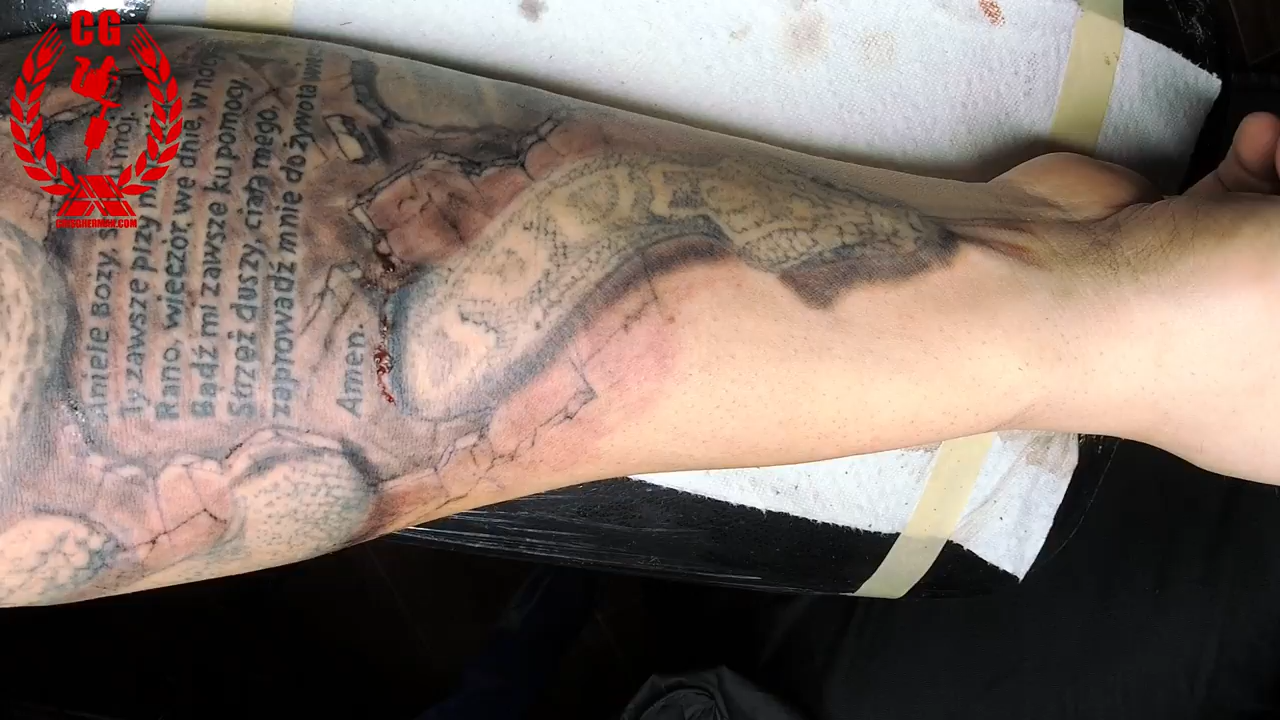 CG
Aniele Boży, mój.
Ty zawsze przy
Rano, wieczór, we dnie, w nocy
Bądź mi zawsze ku pomocy,
Strzeż duszy, ciała mego,
zaprowadź mnie do żywota
Amen.